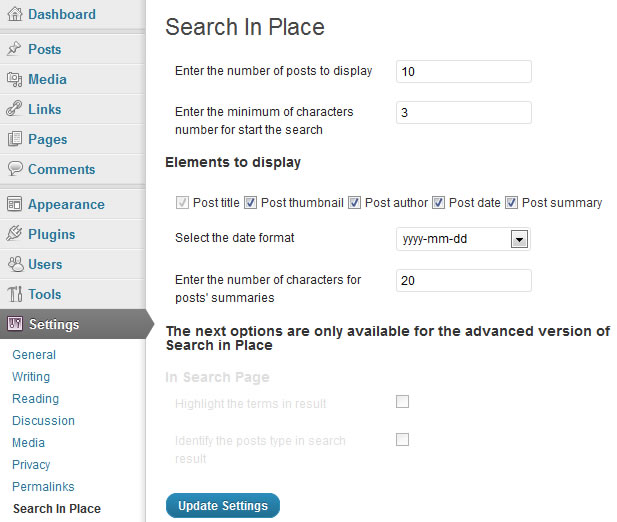 Dashboard
Posts
Media
Links
Pages
Comments
Appearance
Plugins
Users
Tools
Settings
General
Writing
Reading
Discussion
Media
Privacy
Permalinks
Search In Place
Search In Place
Enter the number of posts to display
10
Enter the minimum of characters
number for start the search
3
Elements to display
Post title Post thumbnail Post author Post date Post summary
Select the date format
yyyy-mm-dd
Enter the number of characters for
posts' summaries
20
The next options are only available for the advanced version of
Search in Place
In Search Page
Highlight the terms in result
Identify the posts type in search
result
Update Settings